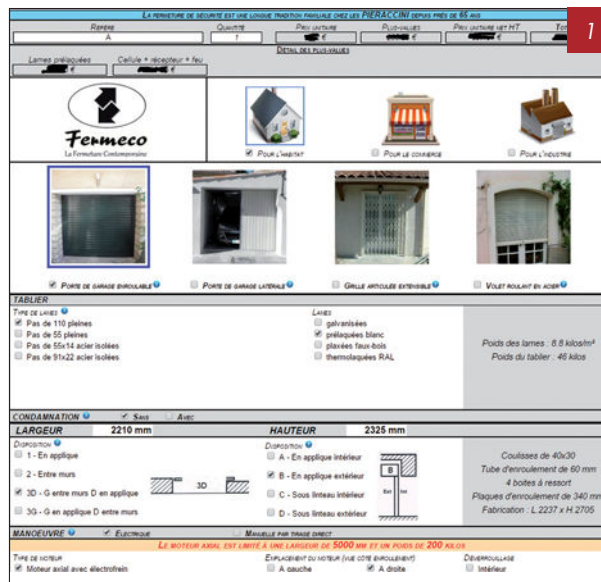 LA FERMETURE DE SÉCURITÉ EST UNE LONGUE TRADITION FAMILIALE CHEZ LES PIERACCINI DEPUIS PRÈS DE 65 ANS
1
REPÈRE QUANTITÉ PRIX UNITAIRE PLUS-VALUES PRIX UNITAIRE NET HT
A 1 € € €
DÉTAIL DES PLUS-VALUES
Lames prélaquées Cellule + récepteur + feu
€ €
Fermeco
La Fermeture Contemporaine
POUR L'HABITAT POUR LE COMMERCE POUR L'INDUSTRIE
PORTE DE GARAGE ENROULABLE PORTE DE GARAGE LATÉRALE GRILLE ARTICULÉE EXTENSIBLE VOLET ROULANT EN ACIER
TABLIER
TYPE DE LAMES LAMES
Pas de 110 pleines galvanisées
Pas de 55 pleines prélaquées blanc
Pas de 55x14 acier isolées plaxées faux-bois
Pas de 91x22 acier isolées thermolaquées RAL
Poids des lames : 8.8 kilos/m²
Poids du tablier : 46 kilos
CONDAMNATION SANS AVEC
LARGEUR 2210 mm HAUTEUR 2325 mm
DISPOSITION DISPOSITION
1 - En applique A - En applique intérieur
2 - Entre murs B - En applique extérieur
3D - G entre murs D en applique C - Sous linteau intérieur
3G - G en applique D entre murs D - Sous linteau extérieur
3D
B
Ext Int
Coulisses de 40x30
Tube d'enroulement de 60 mm
4 boites à ressort
Plaques d'enroulement de 340 mm
Fabrication : L 2237 x H 2705
MANOEUVRE ÉLECTRIQUE MANUELLE PAR TIRAGE DIRECT
LE MOTEUR AXIAL EST LIMITÉ À UNE LARGEUR DE 5000 MM ET UN POIDS DE 200 KILOS
TYPE DE MOTEUR EMPLACEMENT DU MOTEUR (VUE CÔTÉ ENROULEMENT) DÉVERROUILLAGE
Moteur axial avec électrofrein A gauche A droite Intérieur